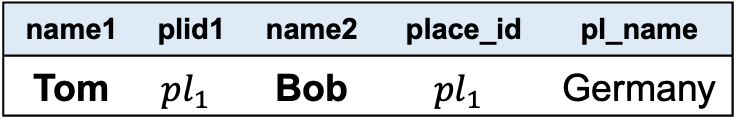 name1 plid1 name2 place_id pl_name
Tom pl₁ Bob pl₁ Germany